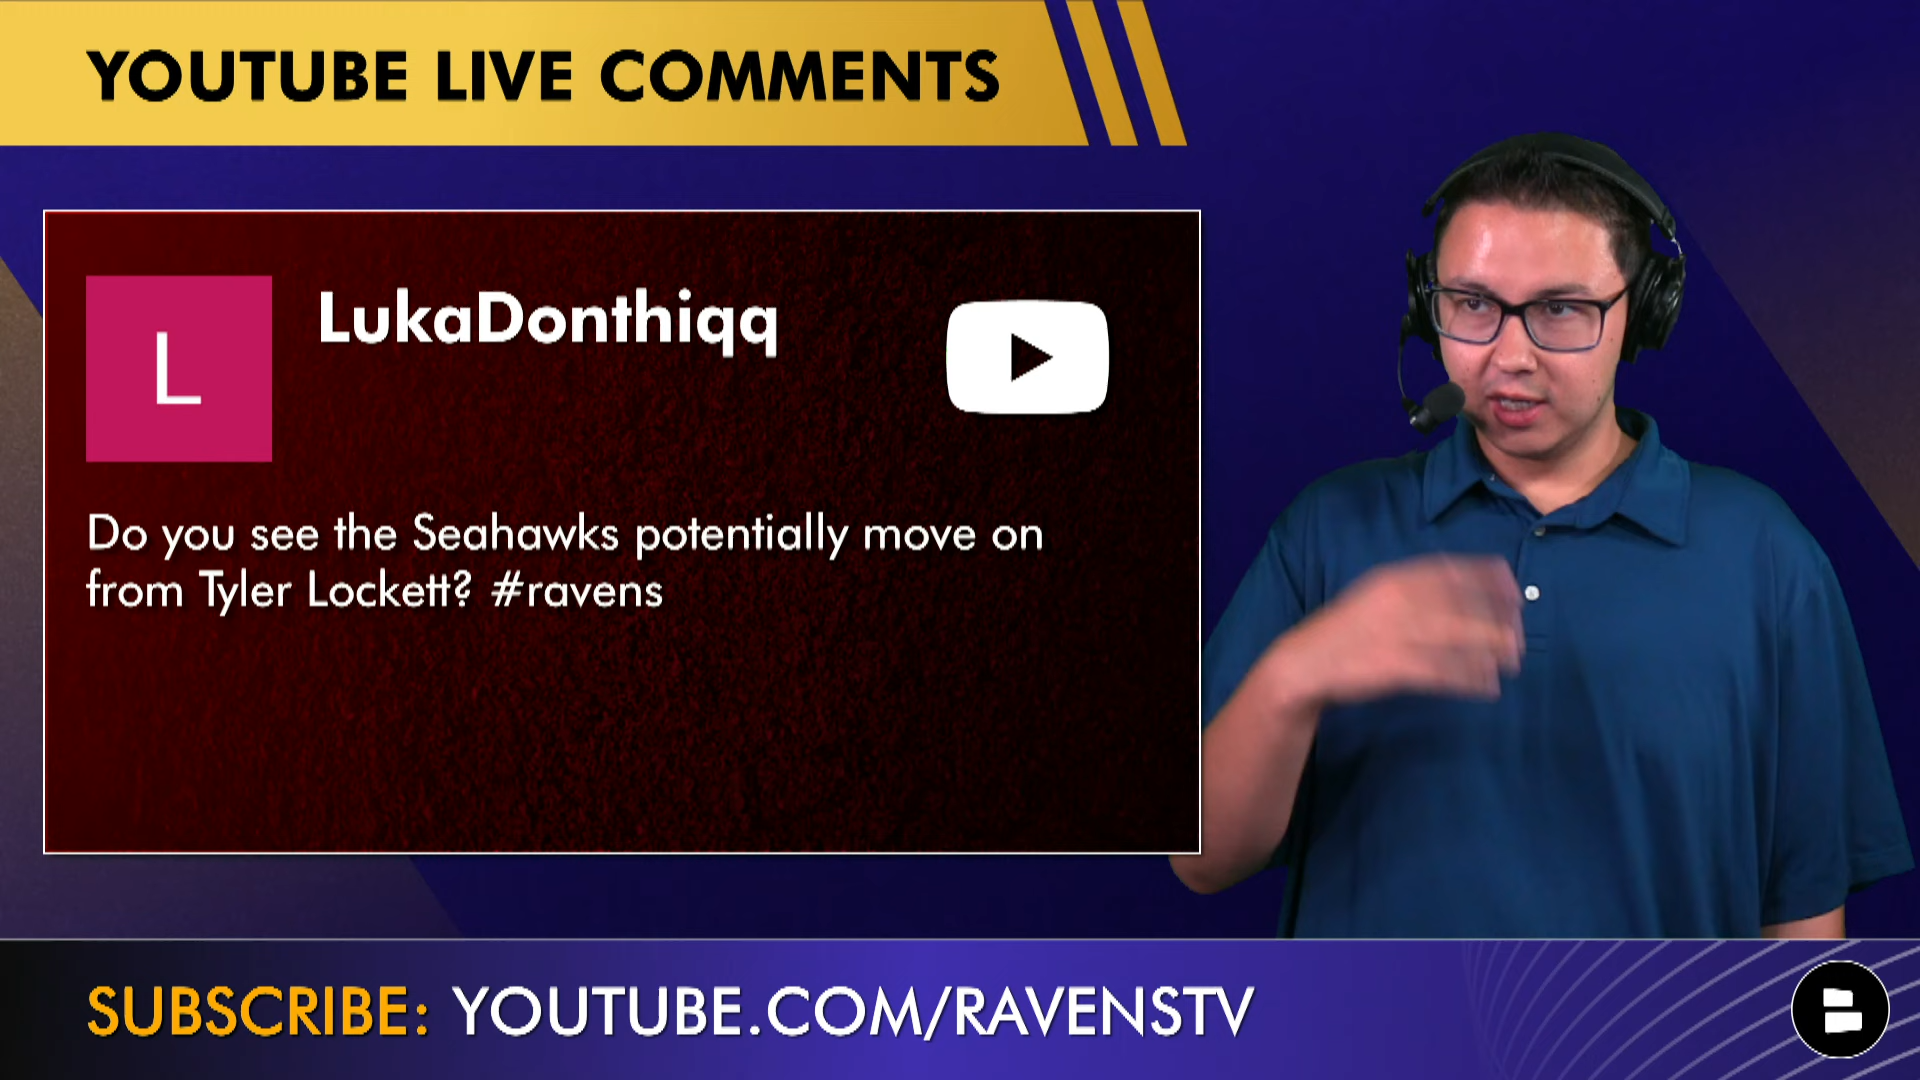 YOUTUBE LIVE COMMENTS
L
LukaDonthiqq
Do you see the Seahawks potentially move on
from Tyler Lockett? #ravens
SUBSCRIBE: YOUTUBE.COM/RAVENSTV